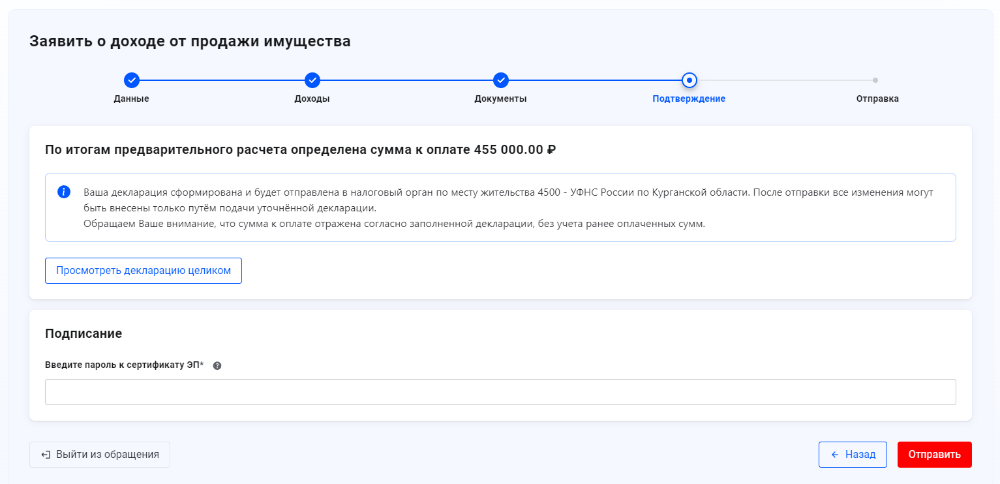 Заявить о доходе от продажи имущества
Данные
Доходы
Документы
Подтверждение
Отправка
По итогам предварительного расчета определена сумма к оплате 455 000.00 ₽
Ваша декларация сформирована и будет отправлена в налоговый орган по месту жительства 4500 - УФНС России по Курганской области. После отправки все изменения могут
быть внесены только путём подачи уточнённой декларации.
Обращаем Ваше внимание, что сумма к оплате отражена согласно заполненной декларации, без учета ранее оплаченных сумм.
Просмотреть декларацию целиком
Подписание
Введите пароль к сертификату ЭП*
Выйти из обращения
Назад
Отправить